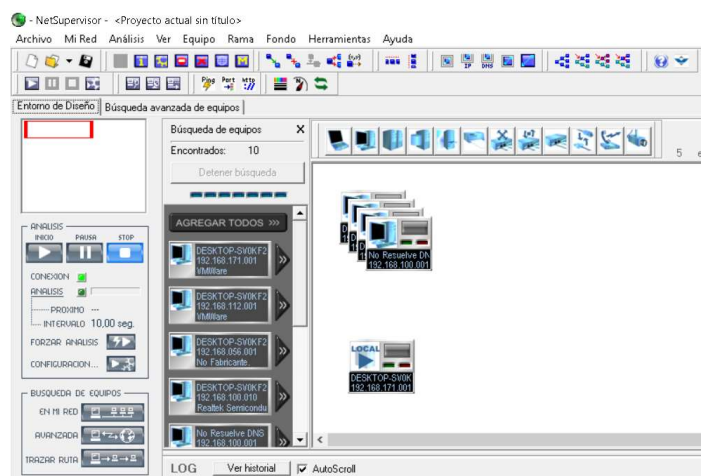 - NetSupervisor - <Proyecto actual sin título>
Archivo Mi Red Análisis Ver Equipo Rama Fondo Herramientas Ayuda
Ping Port HTTP
Entorno de Diseño Búsqueda avanzada de equipos
Búsqueda de equipos X
Encontrados: 10
5 e
Detener búsqueda
AGREGAR TODOS
DESKTOP-SV0KF2
192.168.171.001
VMWare
DESKTOP-SV0KF2
192.168.112.001
VMWare
DESKTOP-SV0KF2
192.168.056.001
No Fabricante.
DESKTOP-SV0KF2
192.168.100.010
Realtek Semicondu
No Resuelve DNS
192.168.100.001
ANALISIS
INICIO PAUSA STOP
CONEXION
ANALISIS
PROXIMO ---
INTERVALO 10,00 seg.
FORZAR ANALISIS
CONFIGURACION...
BUSQUEDA DE EQUIPOS
EN MI RED
AVANZADA
TRAZAR RUTA
No Resuelve DN
192.168.100.001
LOCAL
DESKTOP-SV0K
192.168.171.001
LOG Ver historial AutoScroll